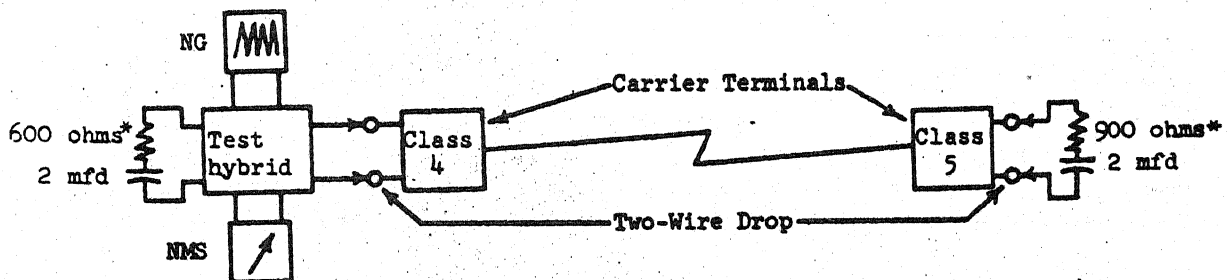 NG
Carrier Terminals
600 ohms*
2 mfd
Test
hybrid
Class
4
Class
5
900 ohms*
2 mfd
Two-Wire Drop
NMS